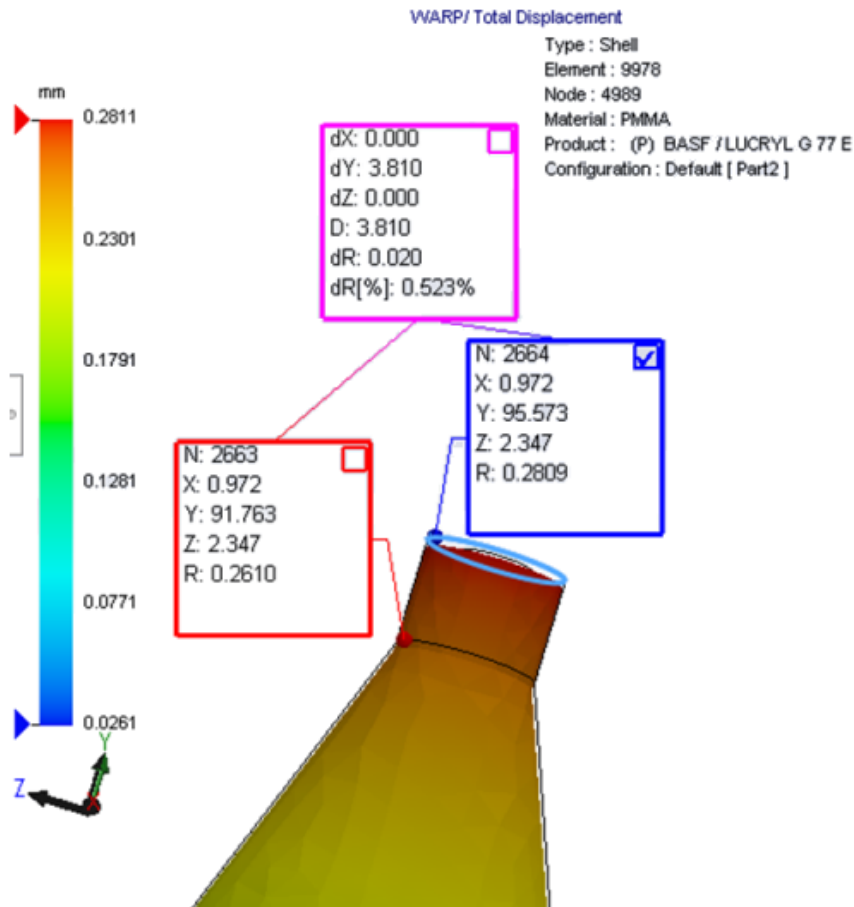 WARP/ Total Displacement
Type : Shell
Element : 9978
Node : 4989
Material : PMMA
Product : (P) BASF / LUCRYL G 77 E
Configuration : Default [ Part2 ]
mm
0.2811
0.2301
0.1791
0.1281
0.0771
0.0261
dX: 0.000
dY: 3.810
dZ: 0.000
D: 3.810
dR: 0.020
dR[%]: 0.523%
N: 2664
X: 0.972
Y: 95.573
Z: 2.347
R: 0.2809
N: 2663
X: 0.972
Y: 91.763
Z: 2.347
R: 0.2610
Y
Z
X